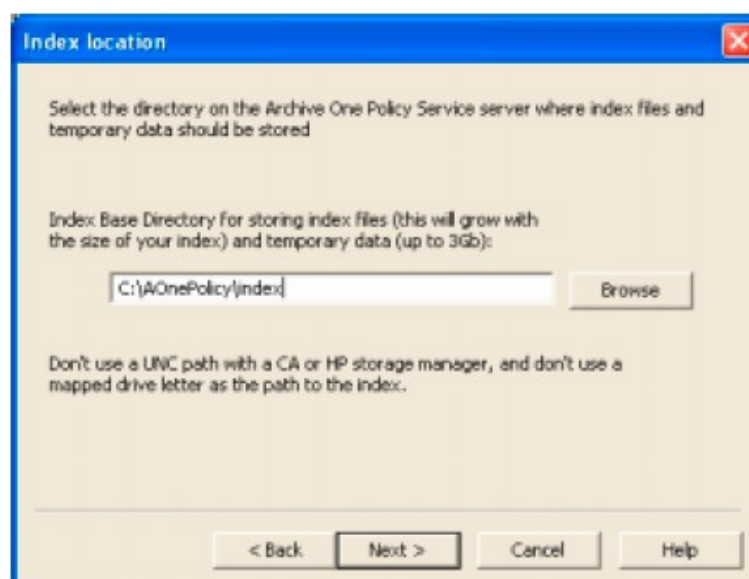 Index location
Select the directory on the Archive One Policy Service server where index files and
temporary data should be stored
Index Base Directory for storing index files (this will grow with
the size of your index) and temporary data (up to 3Gb):
C:\AOnePolicy\index
Browse
Don't use a UNC path with a CA or HP storage manager, and don't use a
mapped drive letter as the path to the index.
< Back
Next >
Cancel
Help